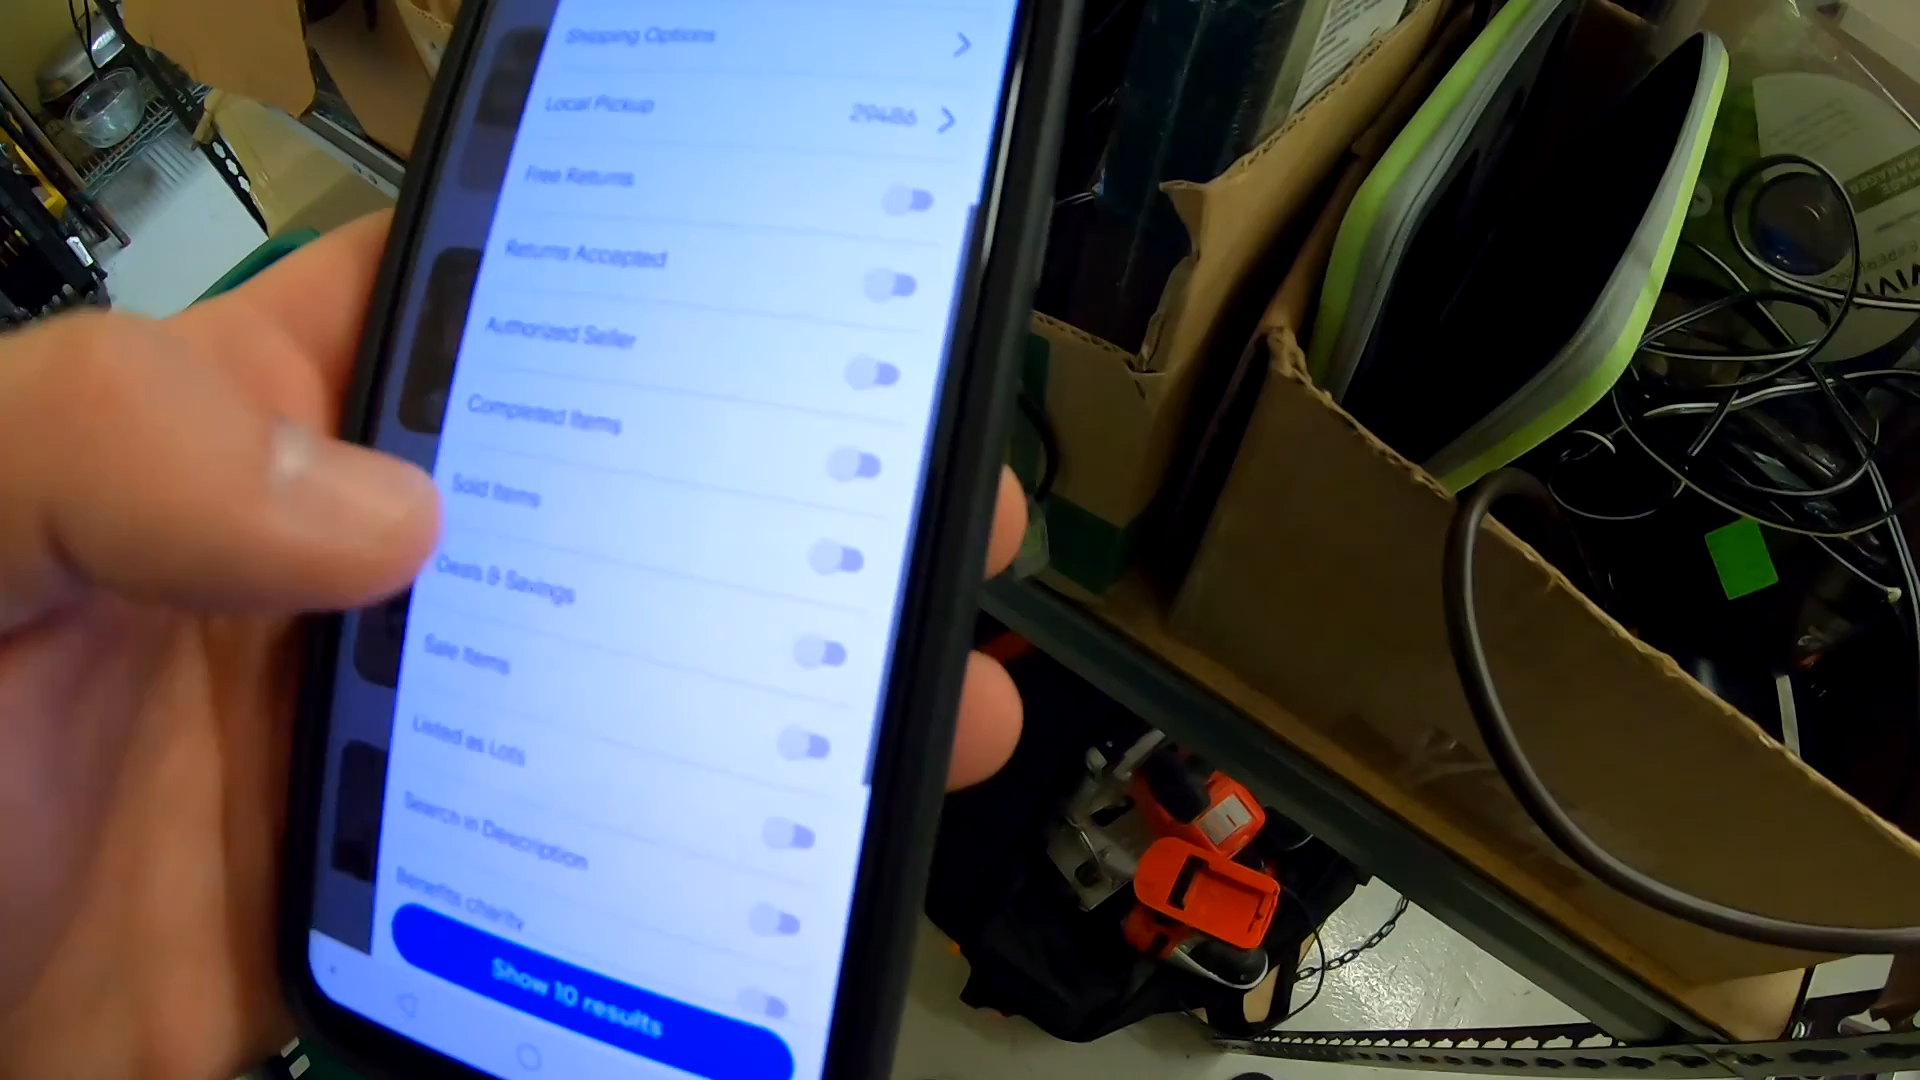 Shipping Options
Local Pickup 29486
Free Returns
Returns Accepted
Authorized Seller
Completed Items
Sold Items
Deals & Savings
Sale Items
Listed as Lots
Search in Description
Benefits charity
Show 10 results